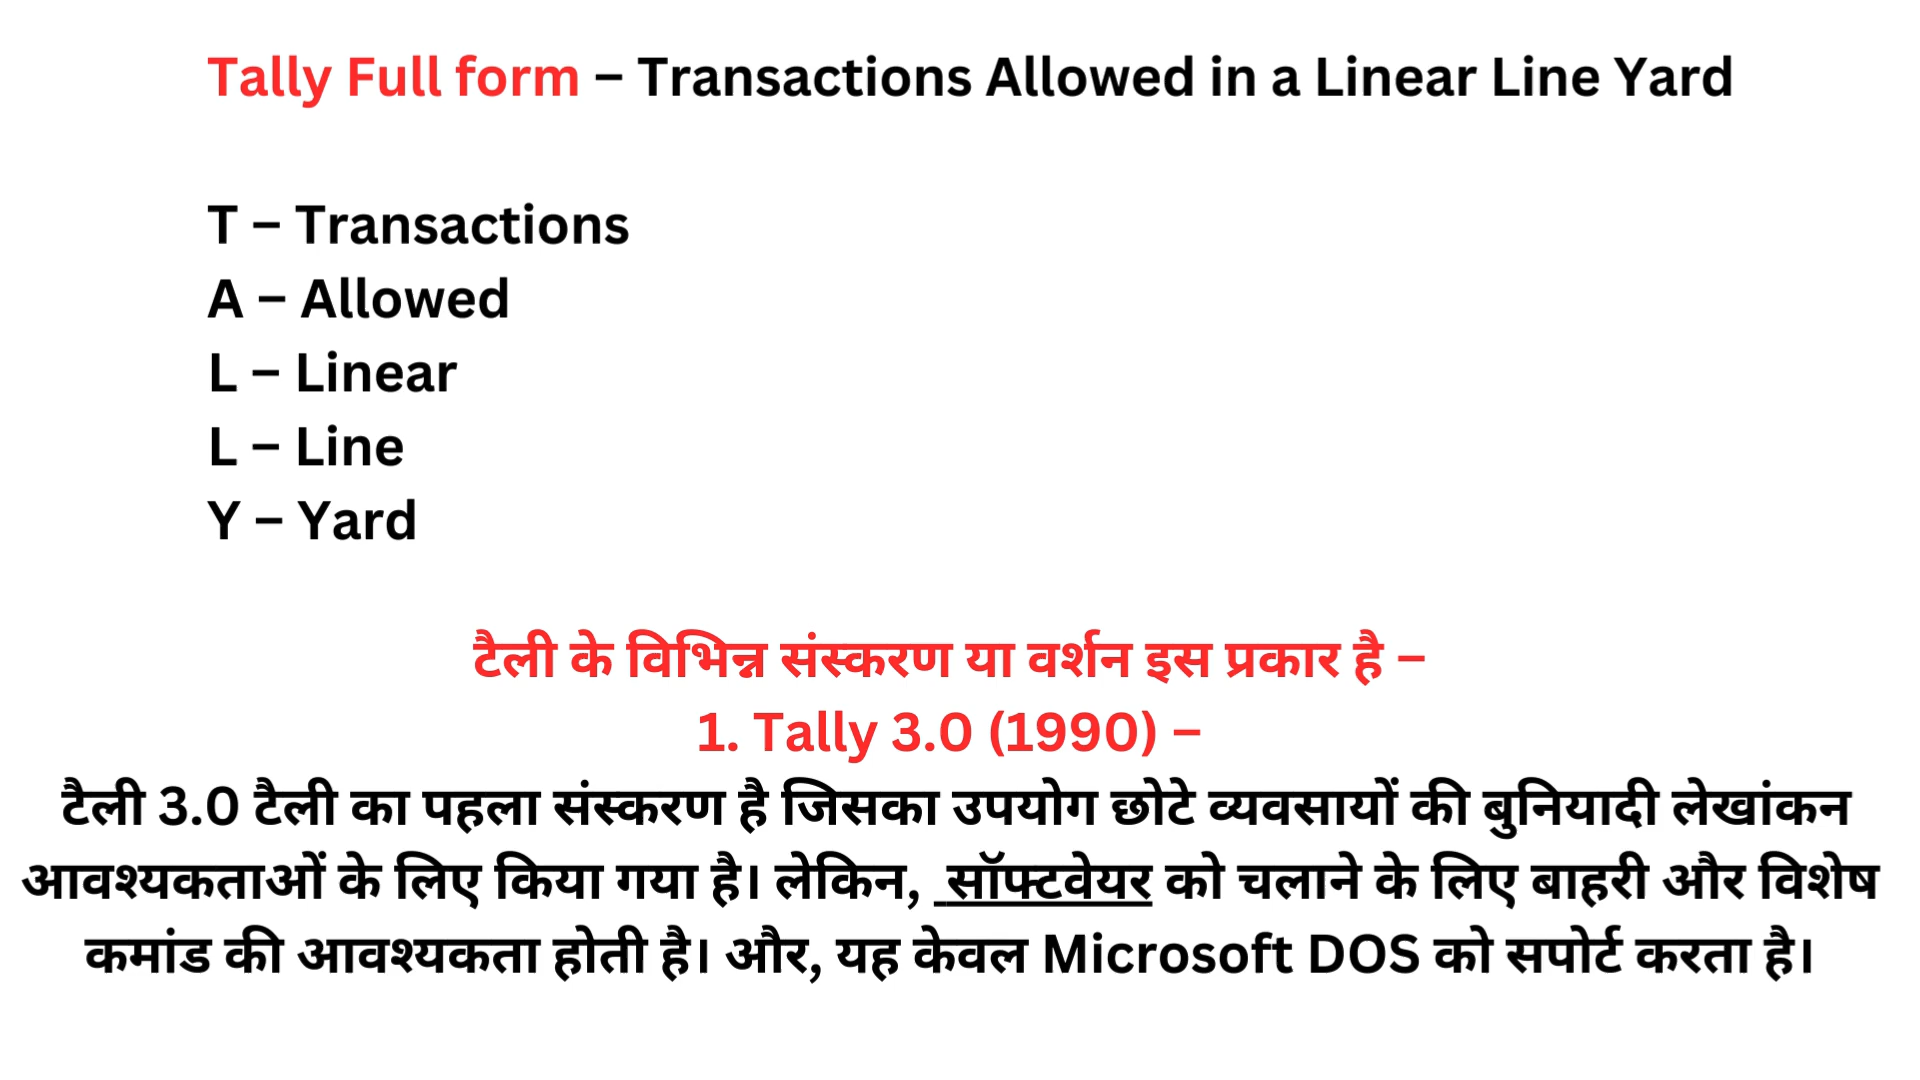 Tally Full form – Transactions Allowed in a Linear Line Yard
T – Transactions
A – Allowed
L – Linear
L – Line
Y – Yard
टैली के विभिन्न संस्करण या वर्शन इस प्रकार है –
1. Tally 3.0 (1990) –
टैली 3.0 टैली का पहला संस्करण है जिसका उपयोग छोटे व्यवसायों की बुनियादी लेखांकन
आवश्यकताओं के लिए किया गया है। लेकिन, सॉफ्टवेयर को चलाने के लिए बाहरी और विशेष
कमांड की आवश्यकता होती है। और, यह केवल Microsoft DOS को सपोर्ट करता है।